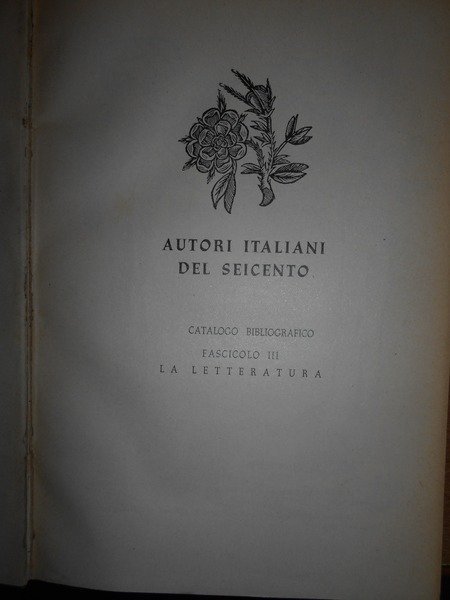 AUTORI ITALIANI
DEL SEICENTO
CATALOGO BIBLIOGRAFICO
FASCICOLO III
LA LETTERATURA